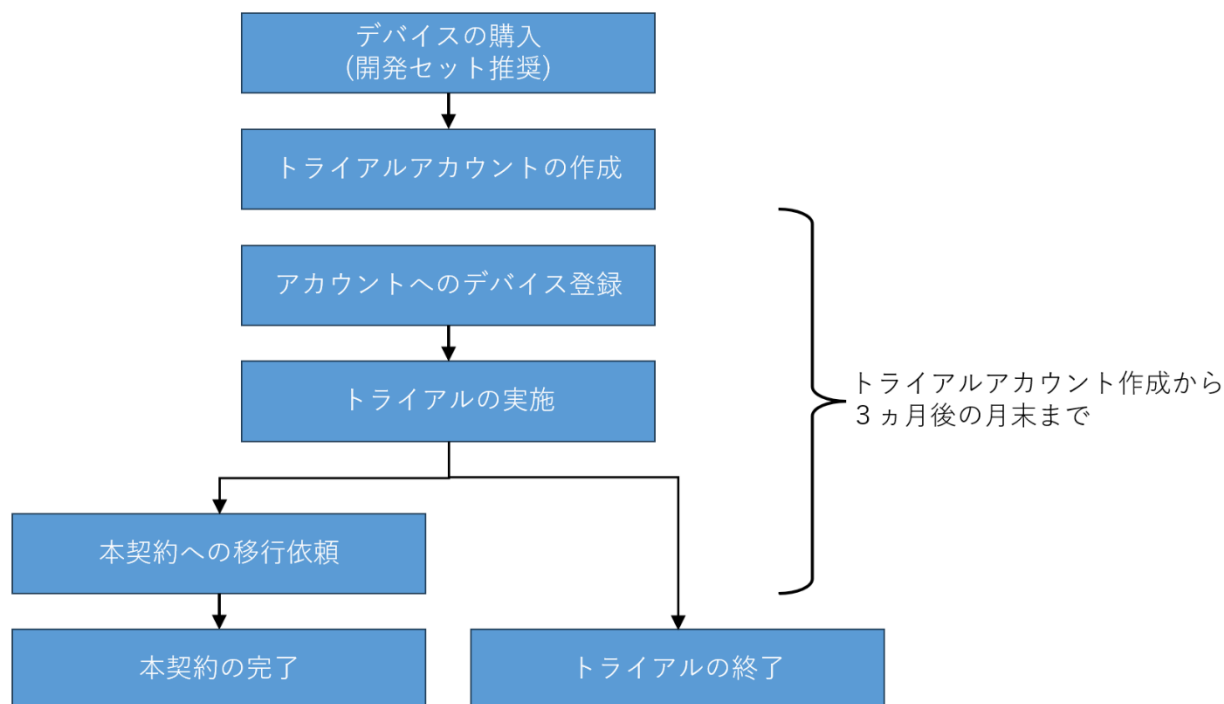 デバイスの購入
(開発セット推奨)
トライアルアカウントの作成
アカウントへのデバイス登録
トライアルの実施
トライアルアカウント作成から
３ヵ月後の月末まで
本契約への移行依頼
本契約の完了
トライアルの終了